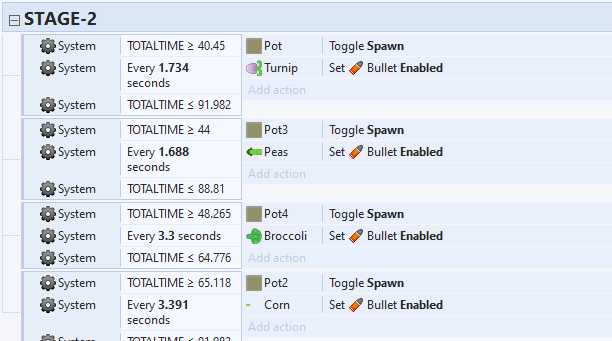 STAGE-2
System TOTALTIME ≥ 40.45 Pot Toggle Spawn
System Every 1.734 seconds Turnip Set Bullet Enabled
Add action
System TOTALTIME ≤ 91.982
System TOTALTIME ≥ 44 Pot3 Toggle Spawn
System Every 1.688 seconds Peas Set Bullet Enabled
Add action
System TOTALTIME ≤ 88.81
System TOTALTIME ≥ 48.265 Pot4 Toggle Spawn
System Every 3.3 seconds Broccoli Set Bullet Enabled
System TOTALTIME ≤ 64.776 Add action
System TOTALTIME ≥ 65.118 Pot2 Toggle Spawn
System Every 3.391 seconds Corn Set Bullet Enabled
Add action